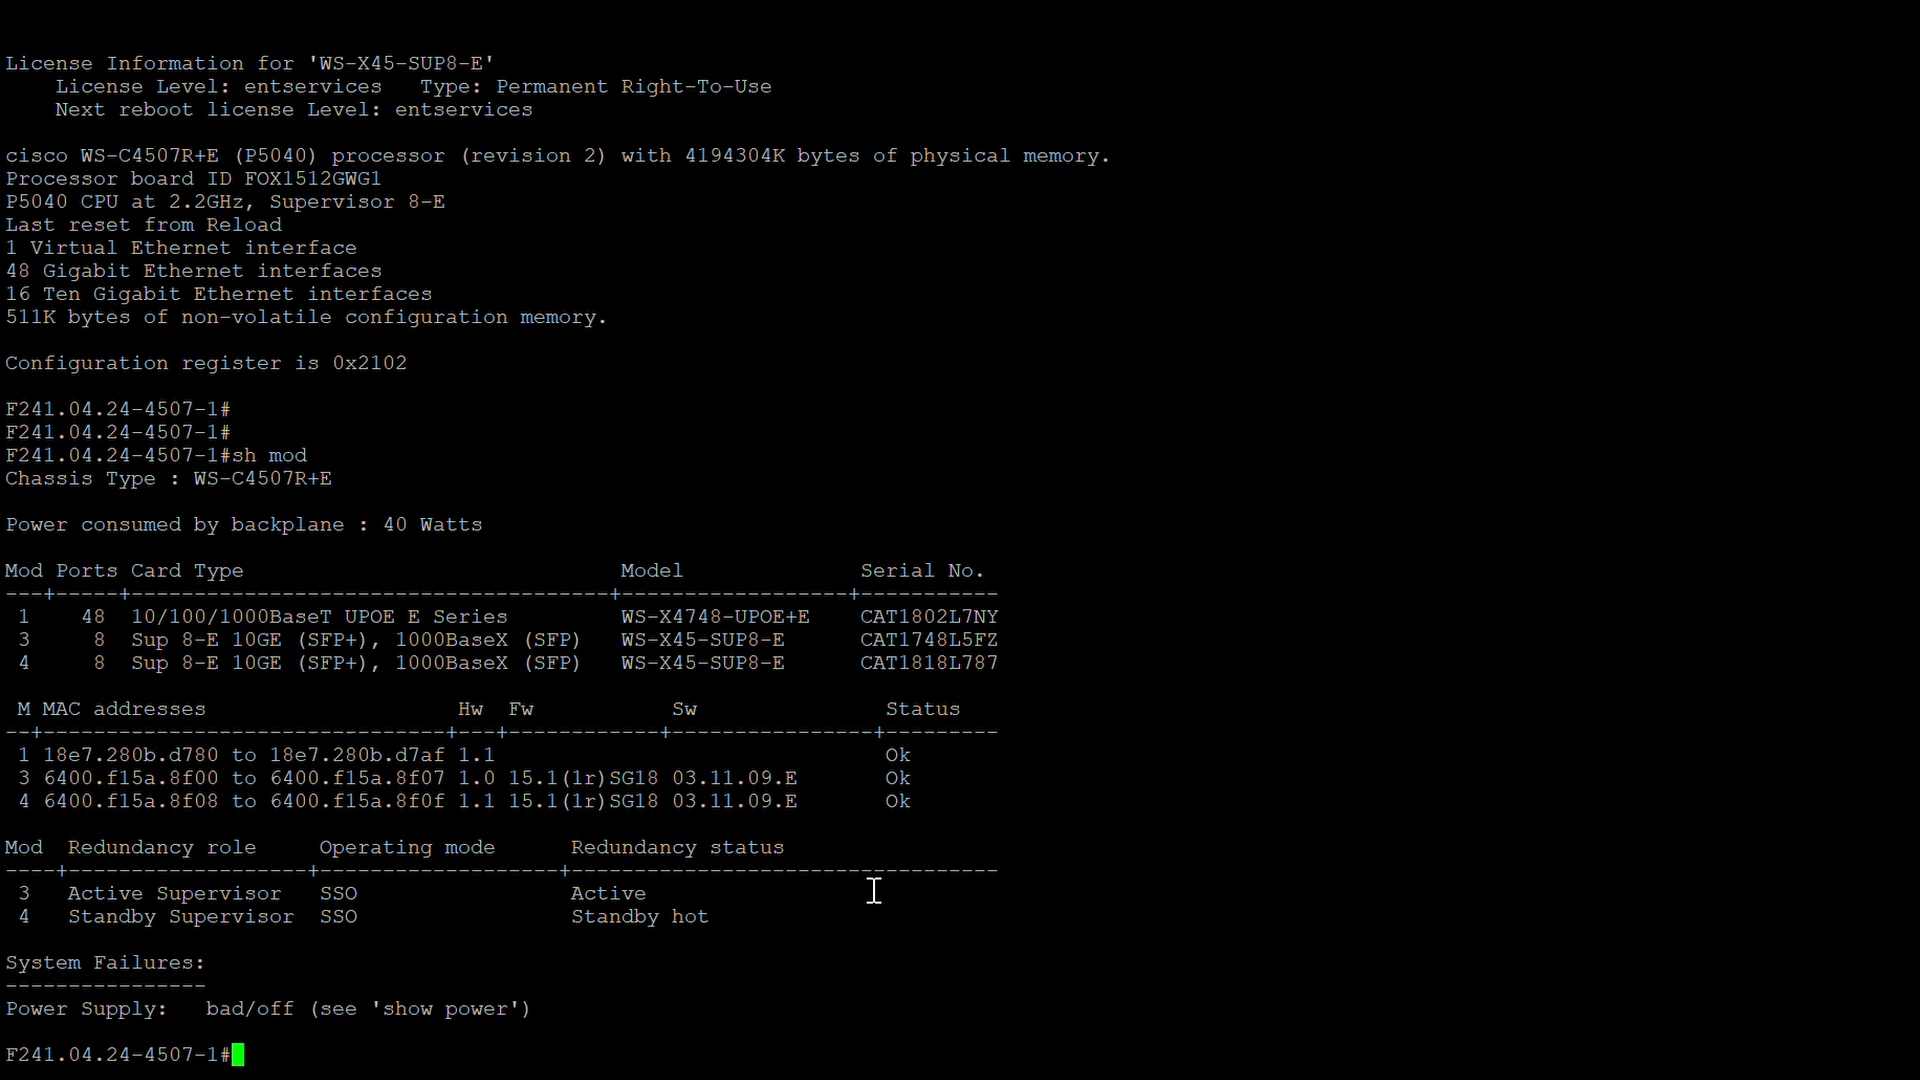 License Information for 'WS-X45-SUP8-E'
    License Level: entservices   Type: Permanent Right-To-Use
    Next reboot license Level: entservices
cisco WS-C4507R+E (P5040) processor (revision 2) with 4194304K bytes of physical memory.
Processor board ID FOX1512GWG1
P5040 CPU at 2.2GHz, Supervisor 8-E
Last reset from Reload
1 Virtual Ethernet interface
48 Gigabit Ethernet interfaces
16 Ten Gigabit Ethernet interfaces
511K bytes of non-volatile configuration memory.
Configuration register is 0x2102
F241.04.24-4507-1#
F241.04.24-4507-1#
F241.04.24-4507-1#sh mod
Chassis Type : WS-C4507R+E
Power consumed by backplane : 40 Watts
Mod Ports Card Type                              Model              Serial No.
---+-----+--------------------------------------+------------------+-----------
 1    48  10/100/1000BaseT UPOE E Series         WS-X4748-UPOE+E    CAT1802L7NY
 3     8  Sup 8-E 10GE (SFP+), 1000BaseX (SFP)   WS-X45-SUP8-E      CAT1748L5FZ
 4     8  Sup 8-E 10GE (SFP+), 1000BaseX (SFP)   WS-X45-SUP8-E      CAT1818L787
 M MAC addresses                    Hw  Fw           Sw               Status
--+--------------------------------+---+------------+----------------+---------
 1 18e7.280b.d780 to 18e7.280b.d7af 1.1                               Ok
 3 6400.f15a.8f00 to 6400.f15a.8f07 1.0 15.1(1r)SG18 03.11.09.E       Ok
 4 6400.f15a.8f08 to 6400.f15a.8f0f 1.1 15.1(1r)SG18 03.11.09.E       Ok
Mod  Redundancy role     Operating mode      Redundancy status
----+-------------------+-------------------+----------------------------------
 3   Active Supervisor   SSO                 Active
 4   Standby Supervisor  SSO                 Standby hot
System Failures:
----------------
Power Supply:   bad/off (see 'show power')
F241.04.24-4507-1#